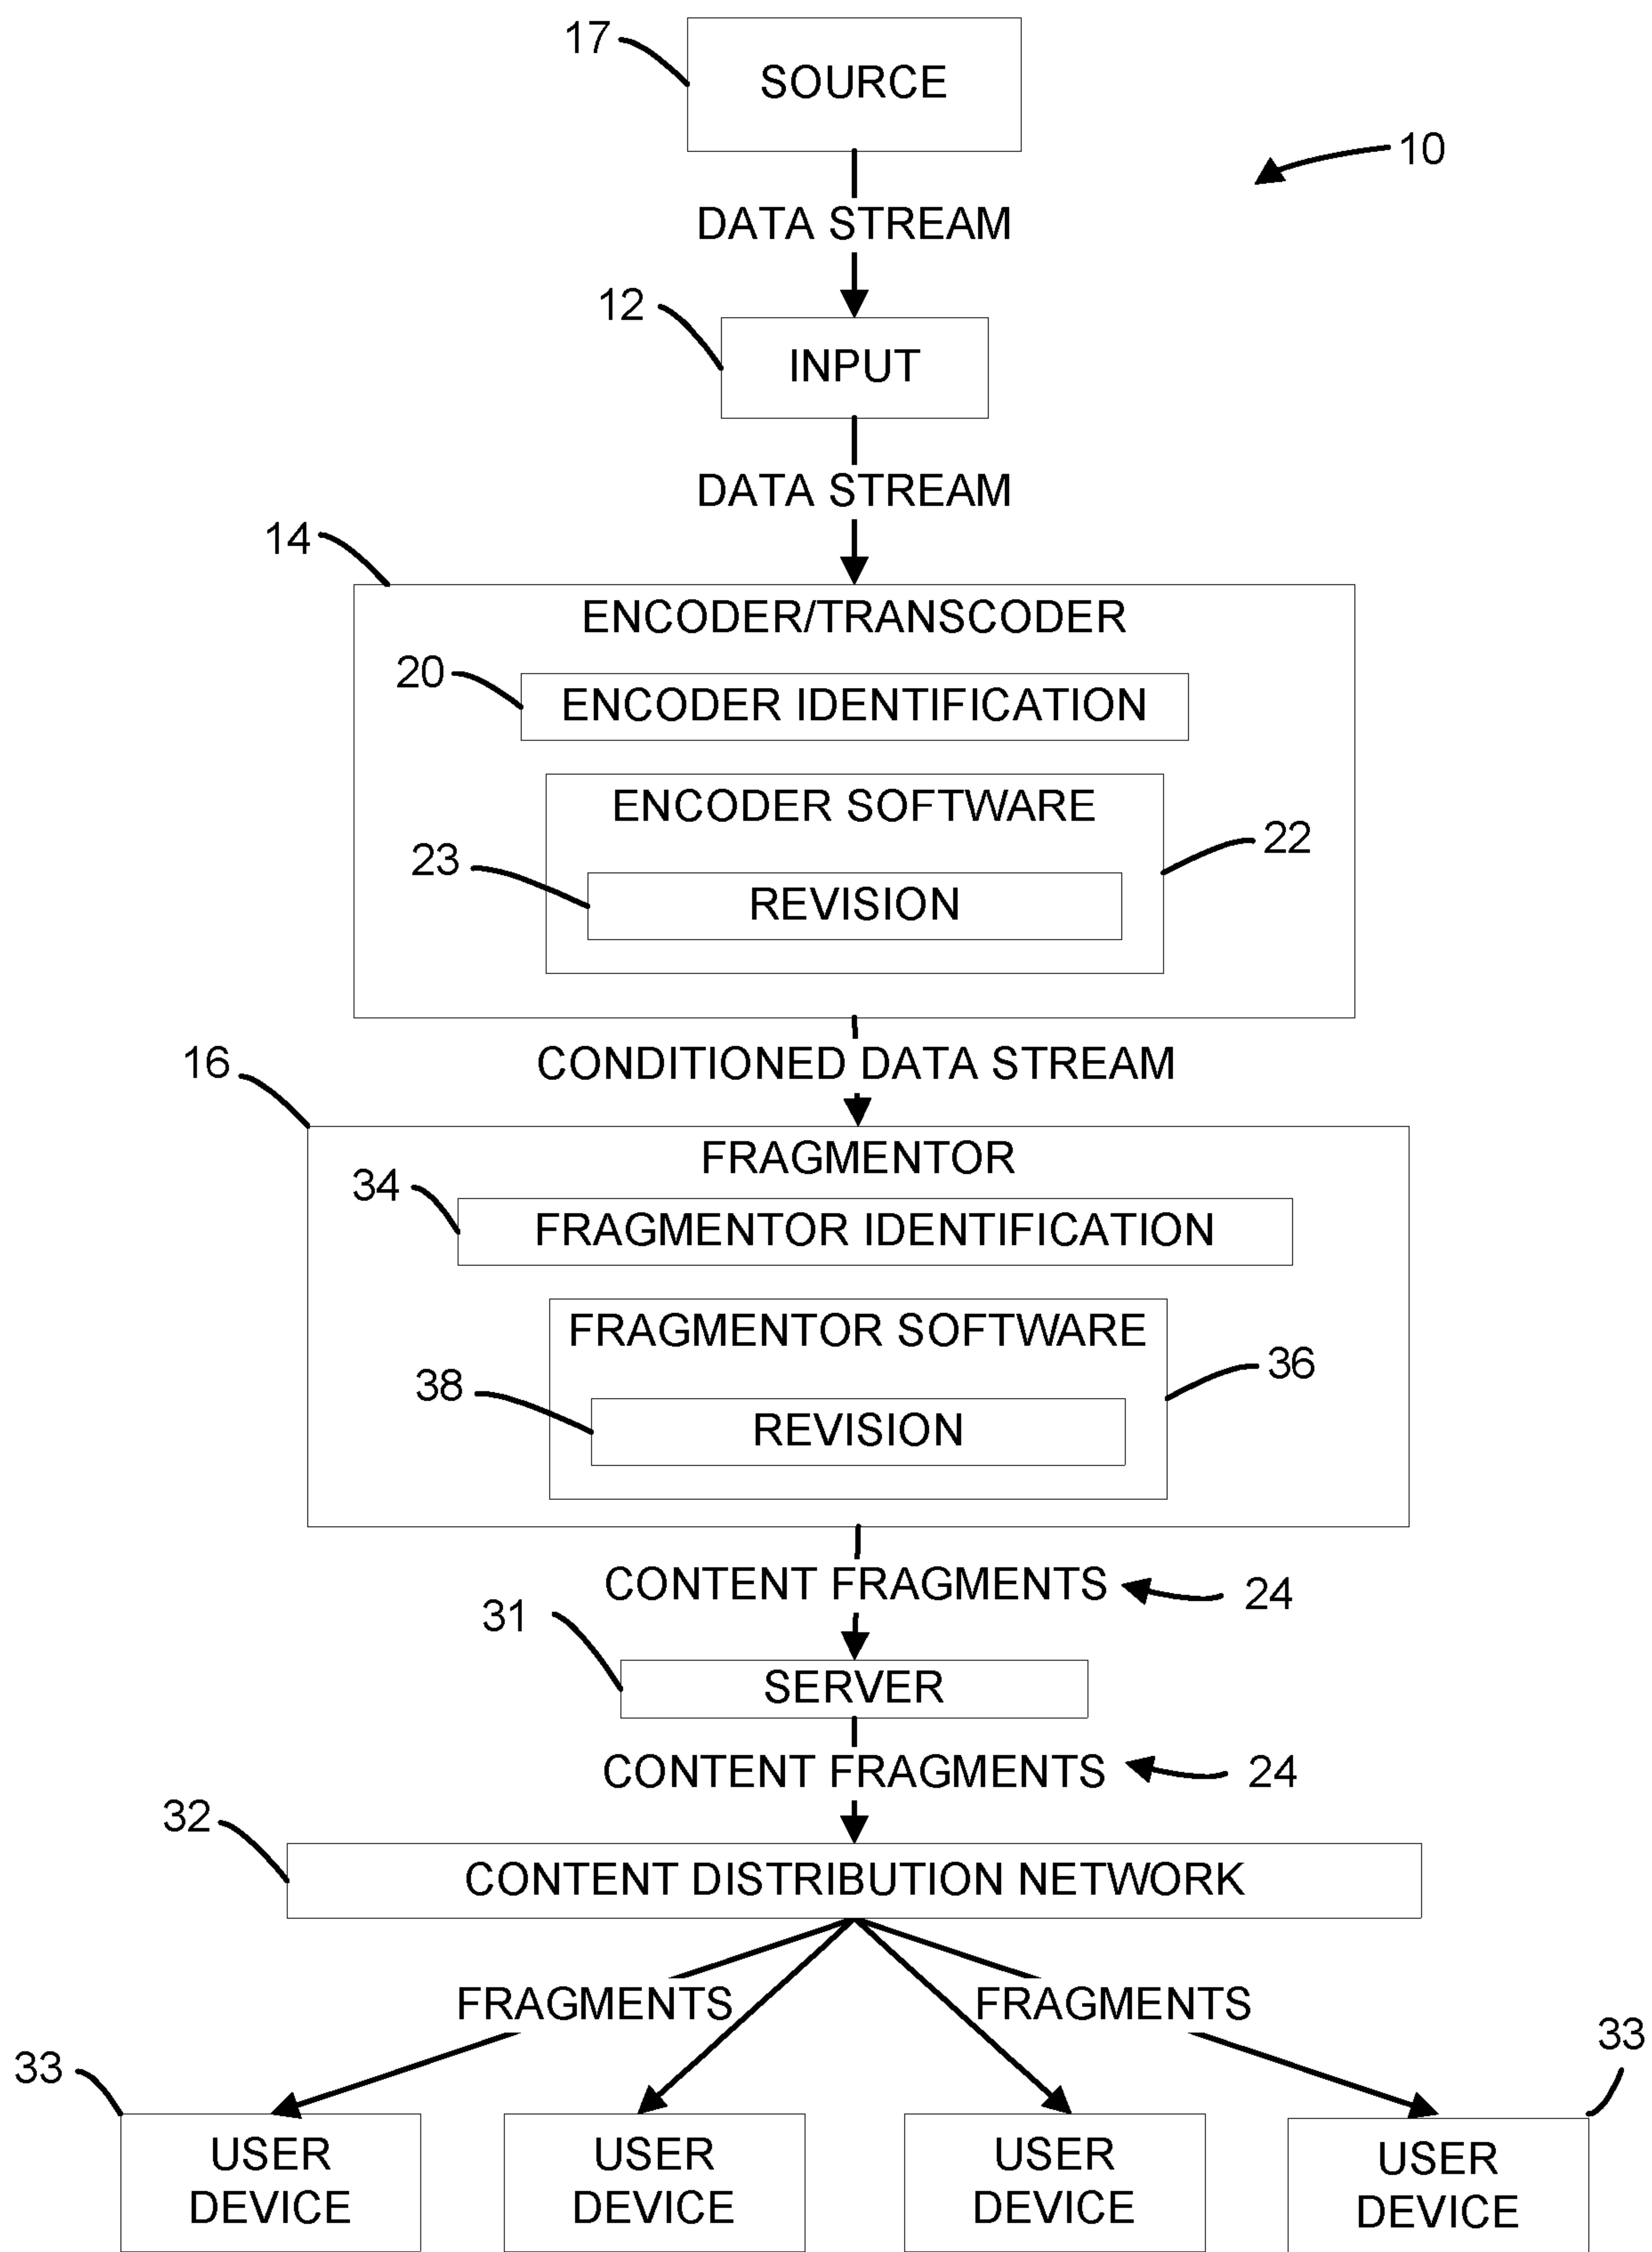 17
SOURCE
10
DATA STREAM
12
INPUT
DATA STREAM
14
ENCODER/TRANSCODER
20
ENCODER IDENTIFICATION
ENCODER SOFTWARE
22
23
REVISION
16
CONDITIONED DATA STREAM
FRAGMENTOR
34
FRAGMENTOR IDENTIFICATION
FRAGMENTOR SOFTWARE
36
38
REVISION
CONTENT FRAGMENTS
24
31
SERVER
CONTENT FRAGMENTS
24
32
CONTENT DISTRIBUTION NETWORK
FRAGMENTS
FRAGMENTS
33
33
USER
DEVICE
USER
DEVICE
USER
DEVICE
USER
DEVICE